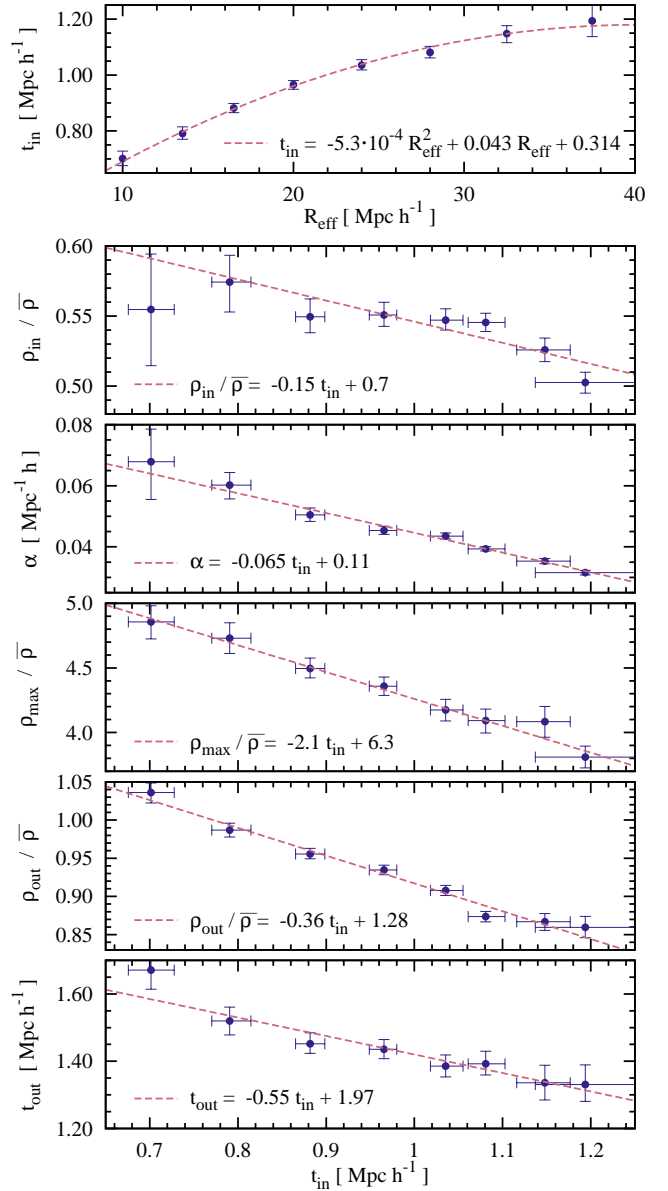 1.20
1.00
0.80
t_in [ Mpc h⁻¹ ]
t_in = -5.3·10⁻⁴ R²_eff + 0.043 R_eff + 0.314
10 20 30 40
R_eff [ Mpc h⁻¹ ]
0.60
0.55
0.50
ρ_in / ρ̅
ρ_in / ρ̅ = -0.15 t_in + 0.7
0.08
0.06
0.04
α [ Mpc⁻¹ h ]
α = -0.065 t_in + 0.11
5.0
4.5
4.0
ρ_max / ρ̅
ρ_max / ρ̅ = -2.1 t_in + 6.3
1.05
1.00
0.95
0.90
0.85
ρ_out / ρ̅
ρ_out / ρ̅ = -0.36 t_in + 1.28
1.60
1.40
1.20
t_out [ Mpc h⁻¹ ]
t_out = -0.55 t_in + 1.97
0.7 0.8 0.9 1 1.1 1.2
t_in [ Mpc h⁻¹ ]